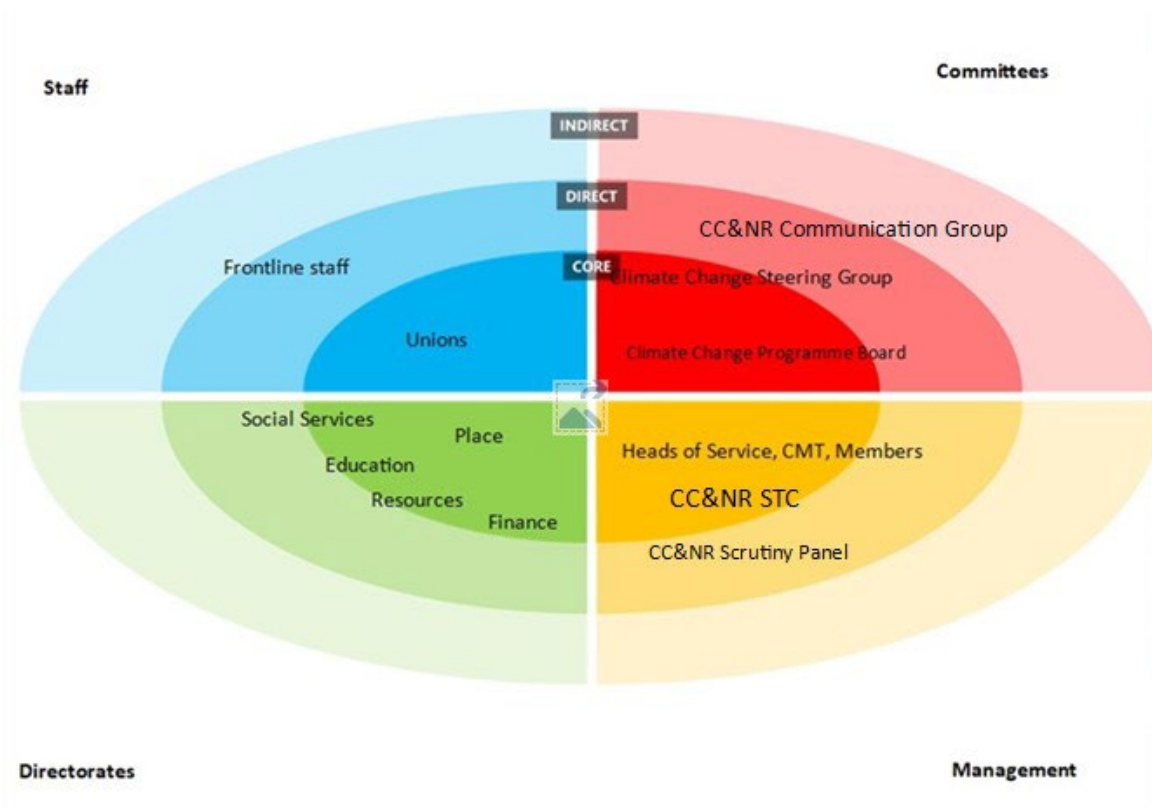 Staff
Committees
INDIRECT
DIRECT
CC&NR Communication Group
Frontline staff
CORE
Climate Change Steering Group
Unions
Climate Change Programme Board
Social Services
Place
Heads of Service, CMT, Members
Education
Resources
CC&NR STC
Finance
CC&NR Scrutiny Panel
Directorates
Management